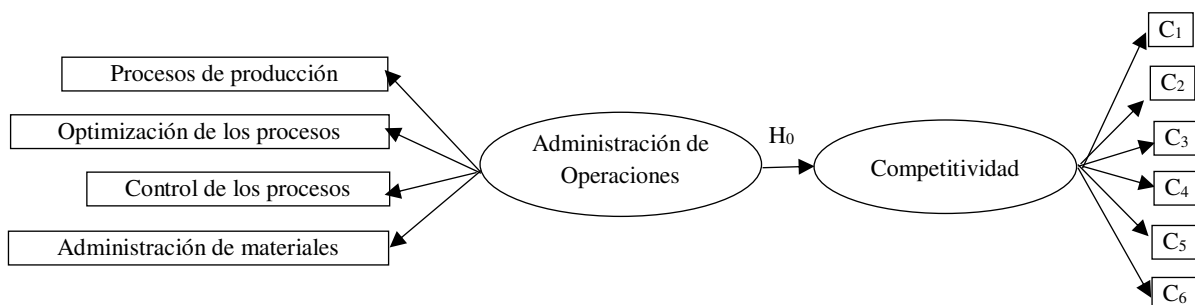 Procesos de producción
Optimización de los procesos
Control de los procesos
Administración de materiales
Administración de
Operaciones
H₀
Competitividad
C₁
C₂
C₃
C₄
C₅
C₆